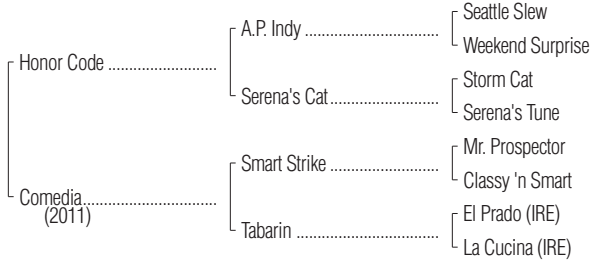 Seattle Slew
A.P. Indy ..............................
Weekend Surprise
Honor Code ........................
Storm Cat
Serena's Cat........................
Serena's Tune
Mr. Prospector
Smart Strike ........................
Classy 'n Smart
Comedia..............................
(2011)
El Prado (IRE)
Tabarin ................................
La Cucina (IRE)